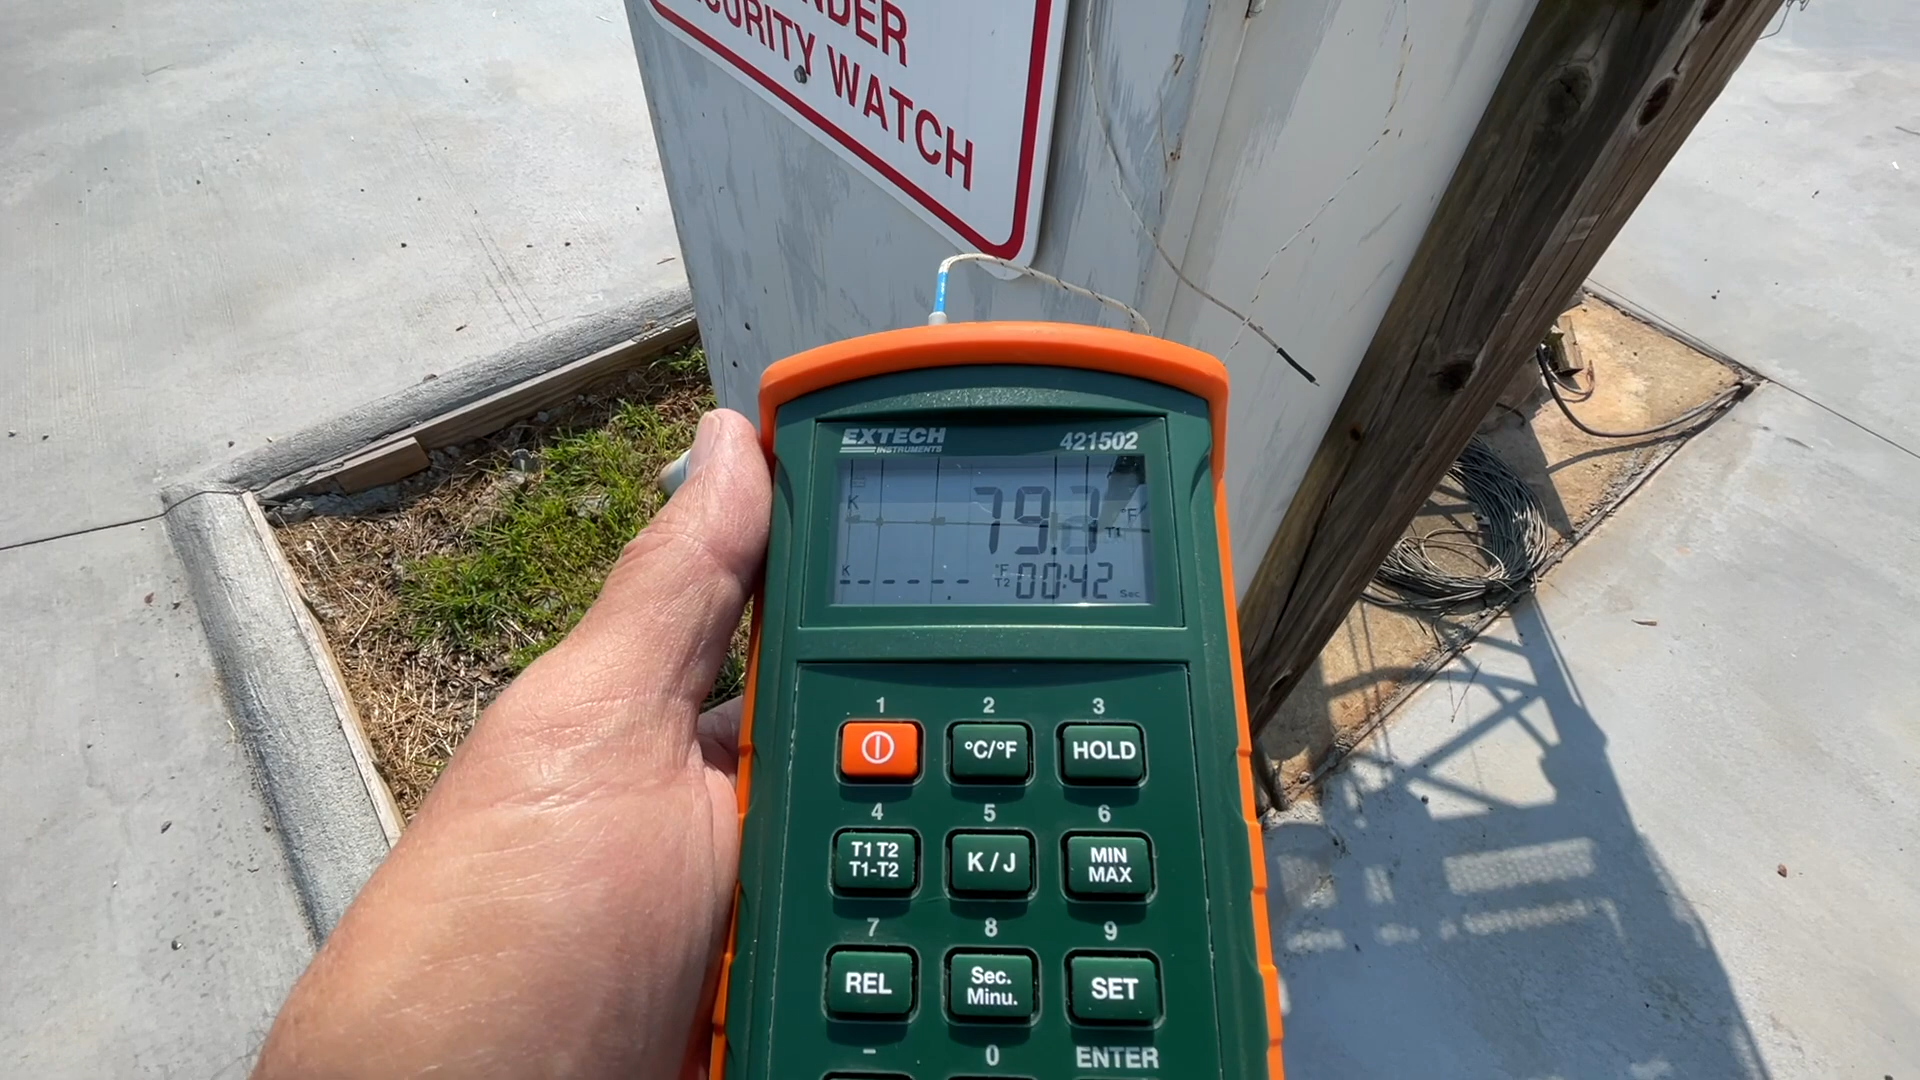 NDER
CURITY WATCH
EXTECH
INSTRUMENTS
421502
K
°F
T1
K
°F
T2
00:42
Sec
1
2
3
°C/°F
HOLD
4
5
6
T1 T2
T1-T2
K / J
MIN
MAX
7
8
9
REL
Sec.
Minu.
SET
–
0
ENTER